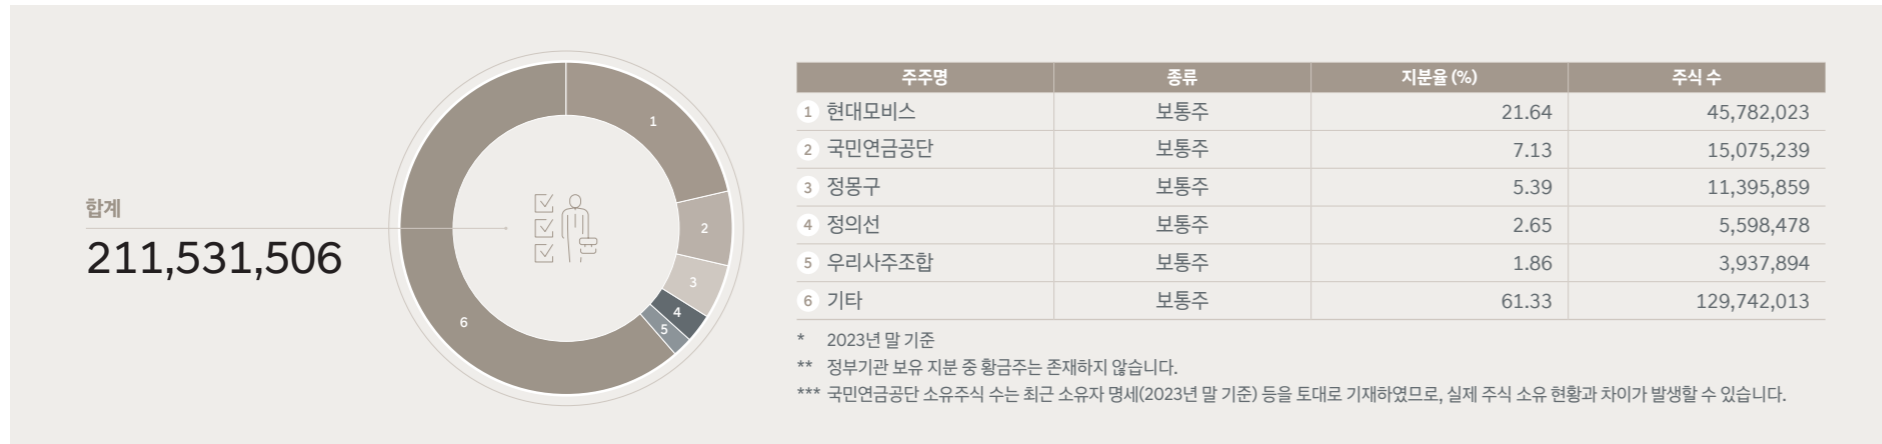 합계
211,531,506
1
2
3
4
5
6
주주명 종류 지분율 (%) 주식 수
1 현대모비스 보통주 21.64 45,782,023
2 국민연금공단 보통주 7.13 15,075,239
3 정몽구 보통주 5.39 11,395,859
4 정의선 보통주 2.65 5,598,478
5 우리사주조합 보통주 1.86 3,937,894
6 기타 보통주 61.33 129,742,013
* 2023년 말 기준
** 정부기관 보유 지분 중 황금주는 존재하지 않습니다.
*** 국민연금공단 소유주식 수는 최근 소유자 명세(2023년 말 기준) 등을 토대로 기재하였므로, 실제 주식 소유 현황과 차이가 발생할 수 있습니다.